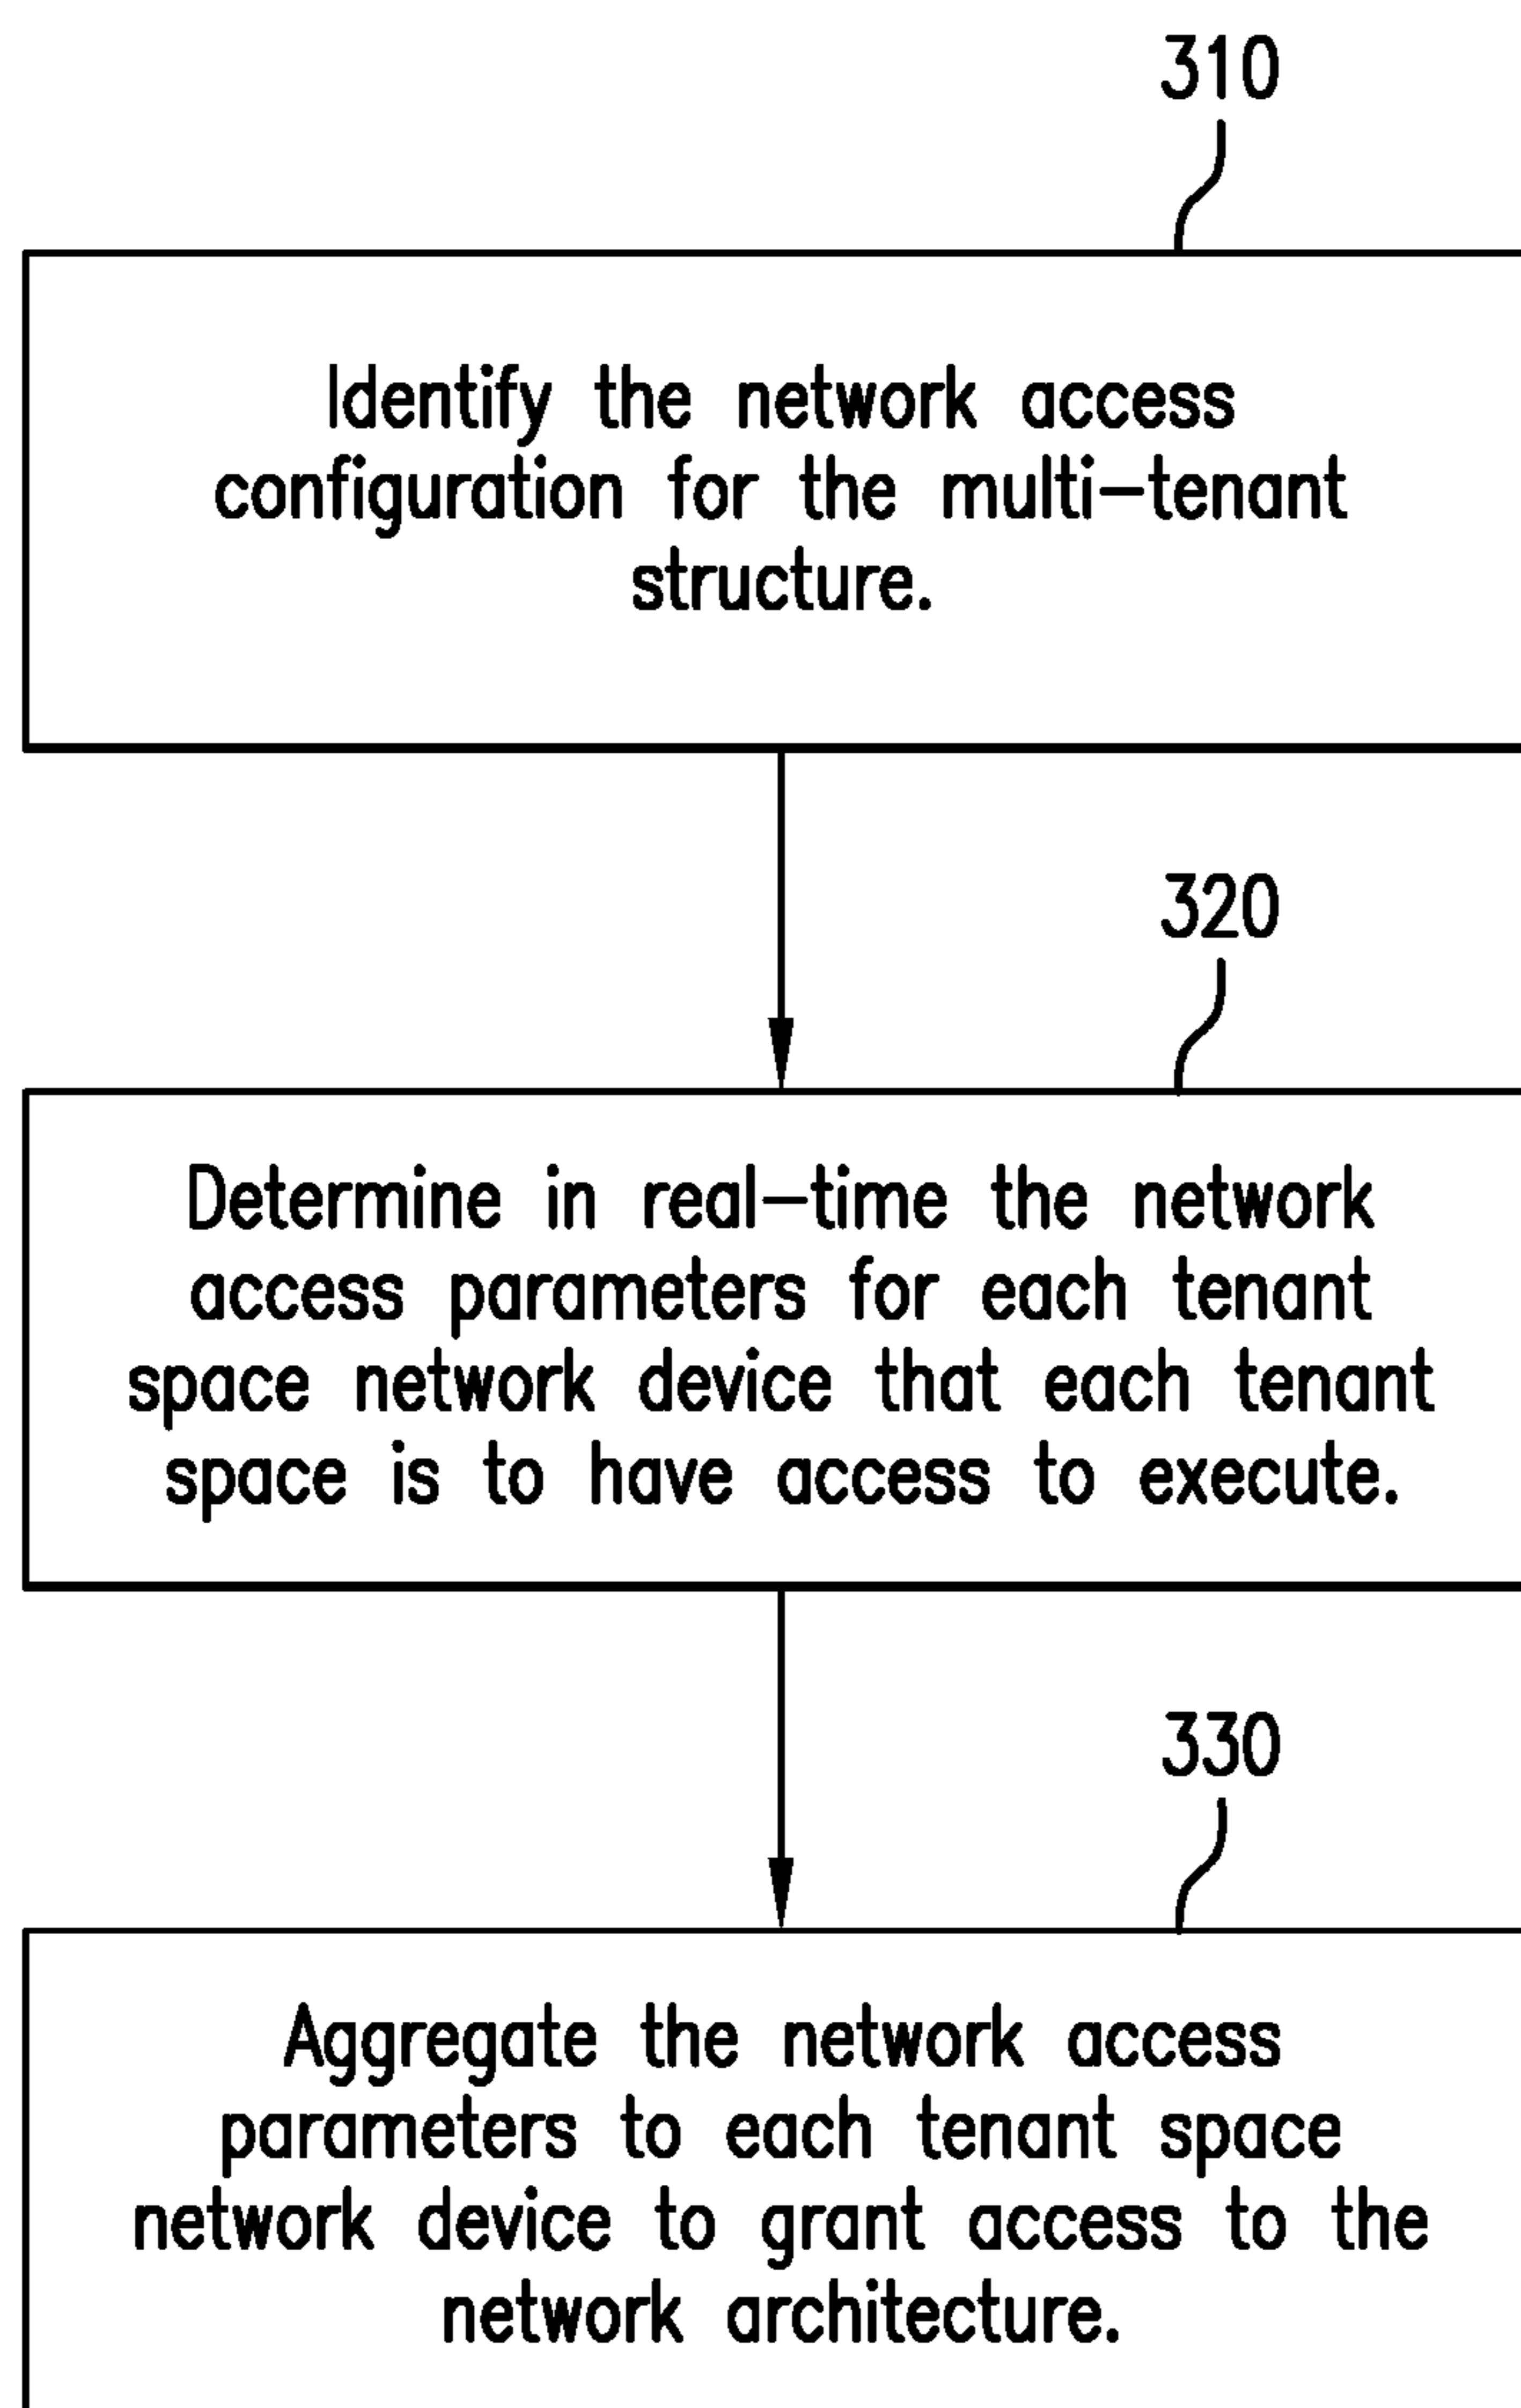 310
Identify the network access
configuration for the multi-tenant
structure.
320
Determine in real-time the network
access parameters for each tenant
space network device that each tenant
space is to have access to execute.
330
Aggregate the network access
parameters to each tenant space
network device to grant access to the
network architecture.